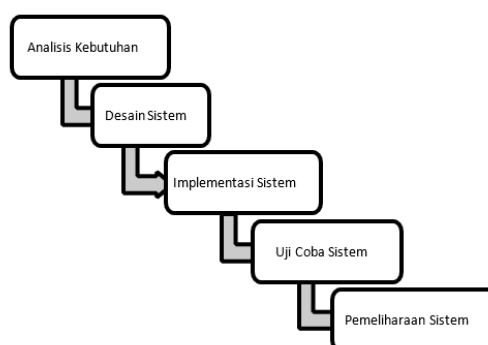 Analisis Kebutuhan
Desain Sistem
Implementasi Sistem
Uji Coba Sistem
Pemeliharaan Sistem